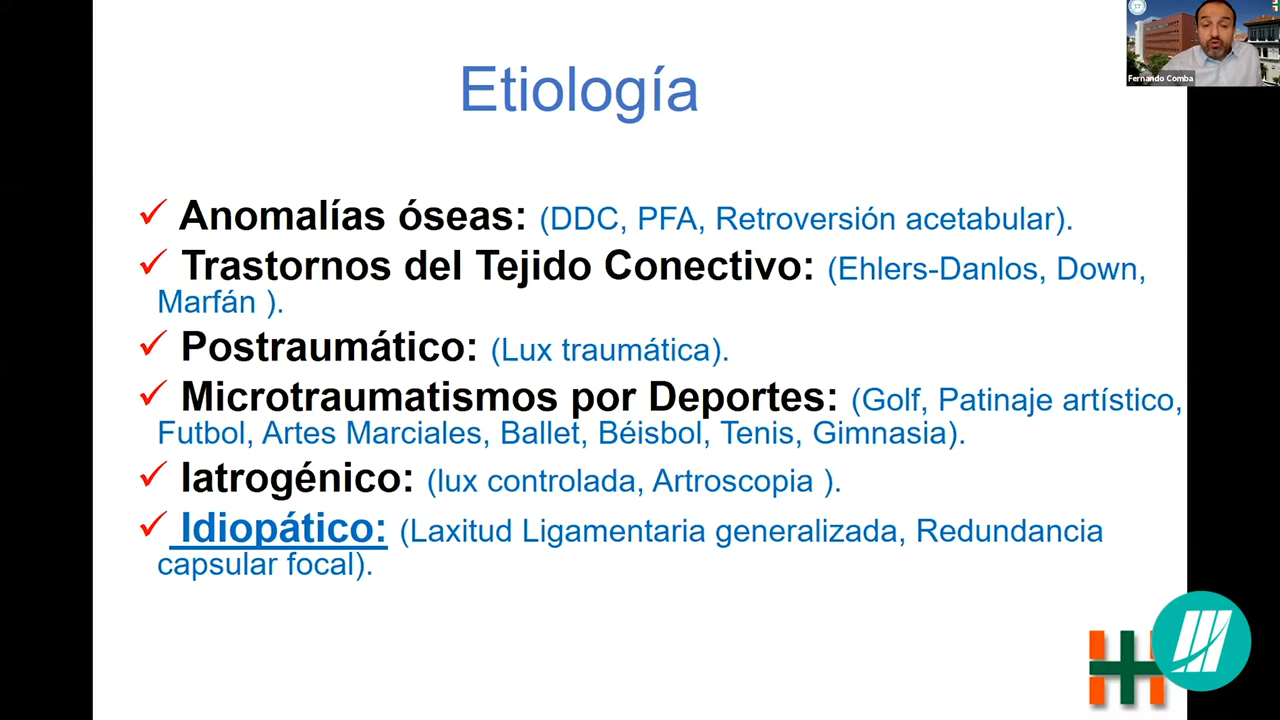 Fernando Comba
Etiología
Anomalías óseas: (DDC, PFA, Retroversión acetabular).
Trastornos del Tejido Conectivo: (Ehlers-Danlos, Down,
Marfán ).
Postraumático: (Lux traumática).
Microtraumatismos por Deportes: (Golf, Patinaje artístico,
Futbol, Artes Marciales, Ballet, Béisbol, Tenis, Gimnasia).
Iatrogénico: (lux controlada, Artroscopia ).
Idiopático: (Laxitud Ligamentaria generalizada, Redundancia
capsular focal).